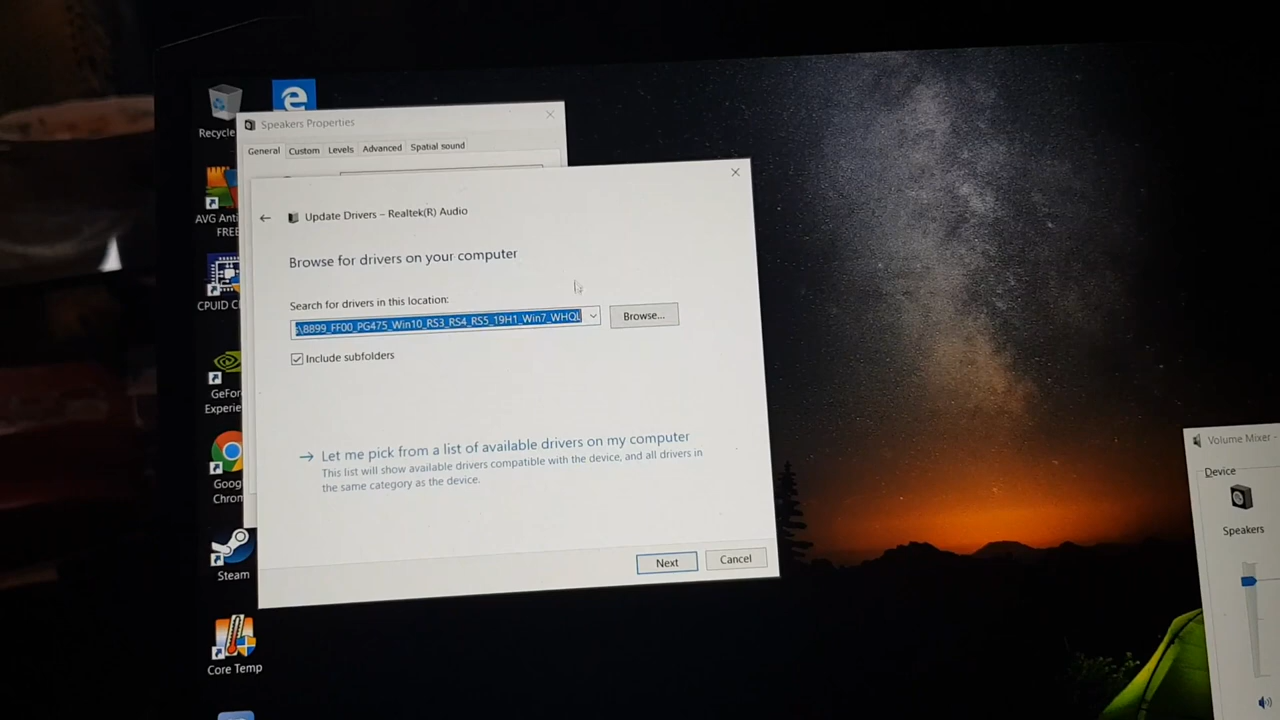 Recycle
Speakers Properties
General Custom Levels Advanced Spatial sound
AVG Anti
FREE
CPUID C
GeFor
Experie
Goog
Chrom
Steam
Core Temp
Update Drivers – Realtek(R) Audio
Browse for drivers on your computer
Search for drivers in this location:
\8899_FF00_PG475_Win10_RS3_RS4_RS5_19H1_Win7_WHQL
Browse...
Include subfolders
Let me pick from a list of available drivers on my computer
This list will show available drivers compatible with the device, and all drivers in
the same category as the device.
Next Cancel
Volume Mixer -
Device
Speakers